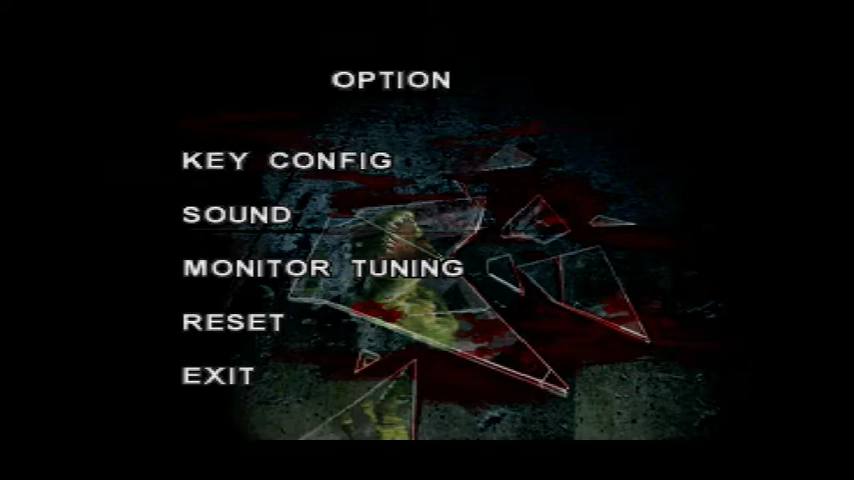 OPTION
KEY CONFIG
SOUND
MONITOR TUNING
RESET
EXIT